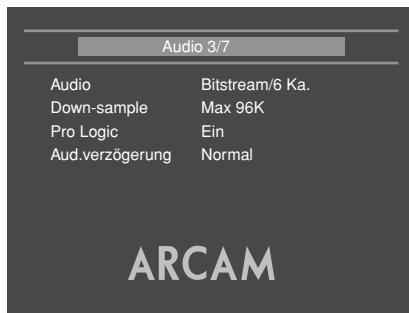 Audio 3/7
Audio Bitstream/6 Ka.
Down-sample Max 96K
Pro Logic Ein
Aud.verzögerung Normal
ARCAM